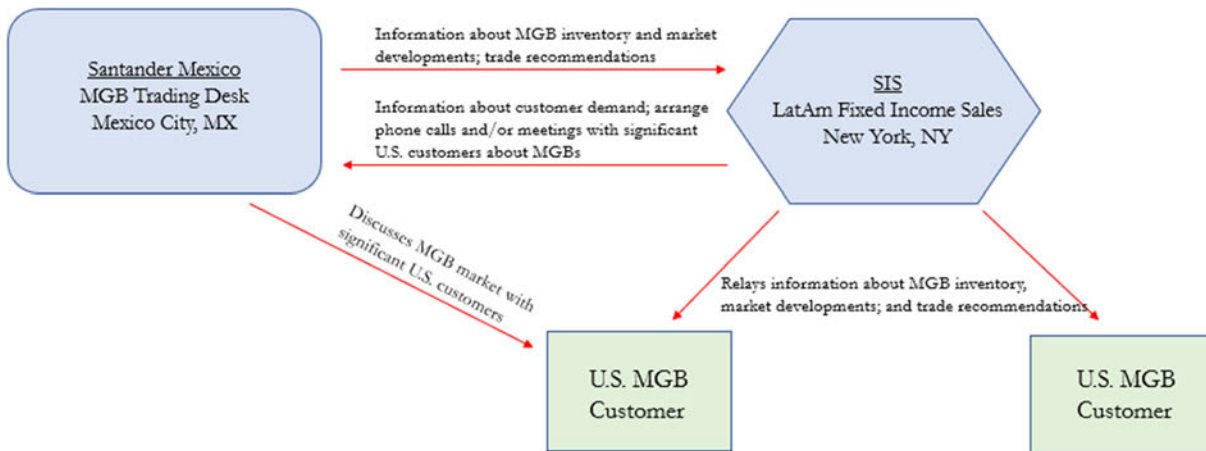 Santander Mexico
MGB Trading Desk
Mexico City, MX
Information about MGB inventory and market
developments; trade recommendations
Information about customer demand; arrange
phone calls and/or meetings with significant
U.S. customers about MGBs
SIS
LatAm Fixed Income Sales
New York, NY
Discusses MGB market with
significant U.S. customers
Relays information about MGB inventory,
market developments; and trade recommendations
U.S. MGB
Customer
U.S. MGB
Customer